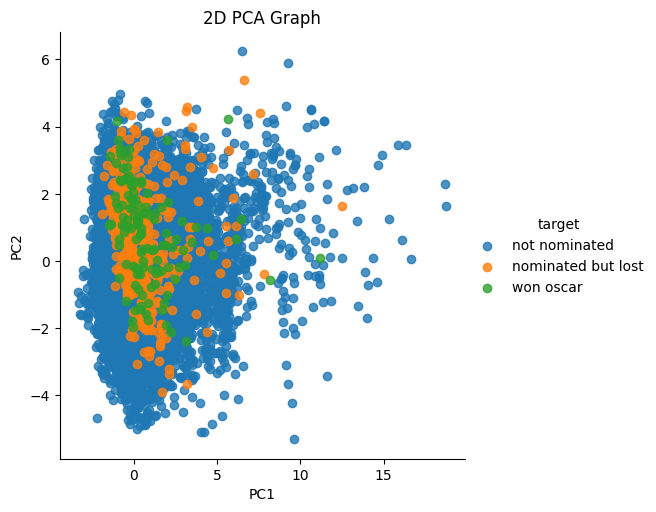 2D PCA Graph
6
4
2
0
−2
−4
PC2
0
5
10
15
PC1
target
not nominated
nominated but lost
won oscar